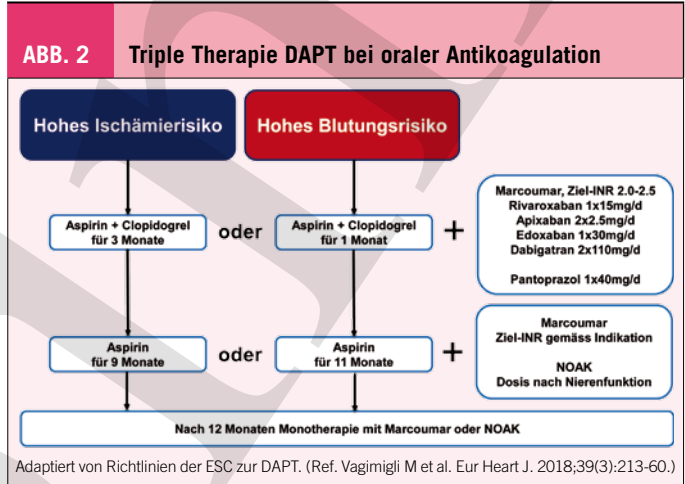 ABB. 2 Triple Therapie DAPT bei oraler Antikoagulation
Hohes Ischämierisiko
Hohes Blutungsrisiko
Aspirin + Clopidogrel
für 3 Monate
oder
Aspirin + Clopidogrel
für 1 Monat
+
Marcoumar, Ziel-INR 2.0-2.5
Rivaroxaban 1x15mg/d
Apixaban 2x2.5mg/d
Edoxaban 1x30mg/d
Dabigatran 2x110mg/d
Pantoprazol 1x40mg/d
Aspirin
für 9 Monate
oder
Aspirin
für 11 Monate
+
Marcoumar
Ziel-INR gemäss Indikation
NOAK
Dosis nach Nierenfunktion
Nach 12 Monaten Monotherapie mit Marcoumar oder NOAK
Adaptiert von Richtlinien der ESC zur DAPT. (Ref. Vagimigli M et al. Eur Heart J. 2018;39(3):213-60.)